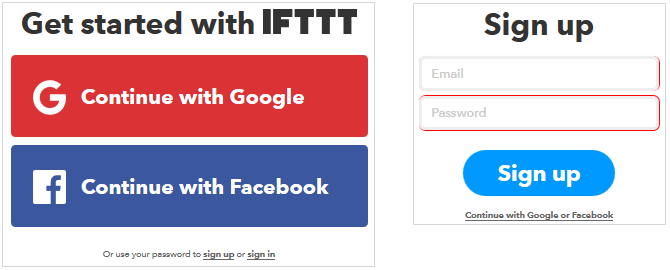 Get started with IFTTT
Continue with Google
Continue with Facebook
Or use your password to sign up or sign in
Sign up
Email
Password
Sign up
Continue with Google or Facebook